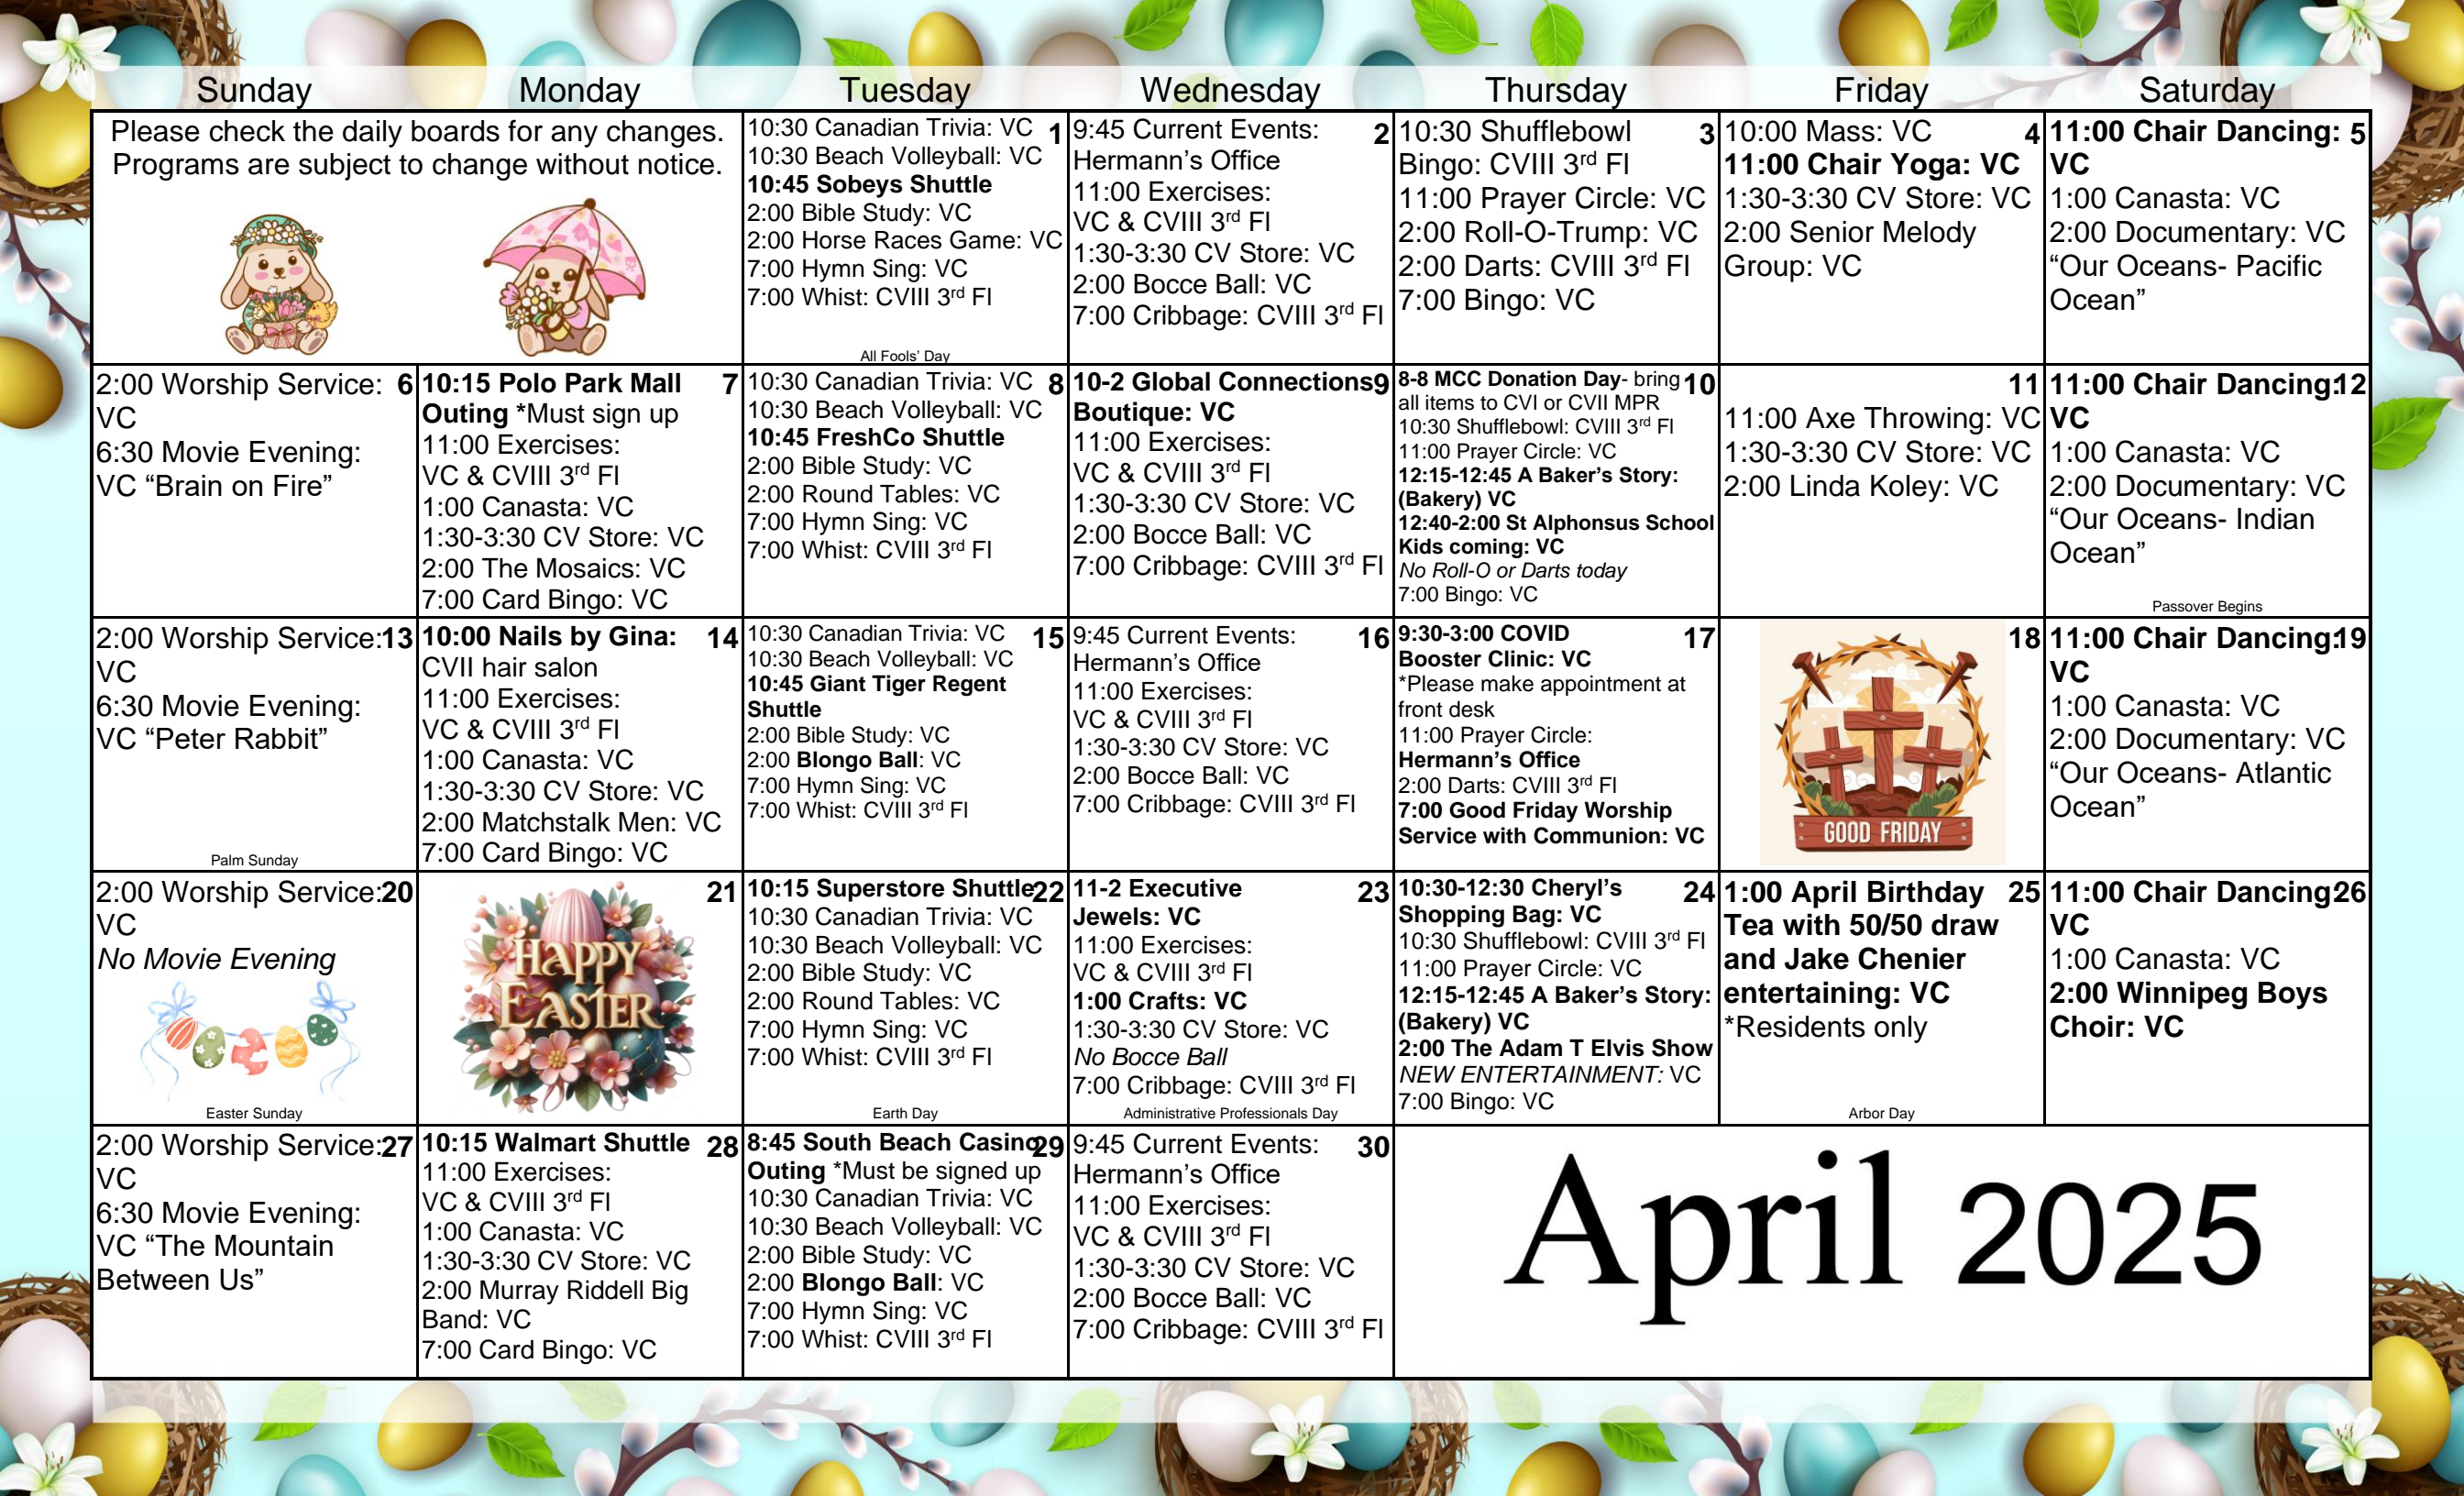 Sunday Monday Tuesday Wednesday Thursday Friday Saturday
Please check the daily boards for any changes.
Programs are subject to change without notice.
1
10:30 Canadian Trivia: VC
10:30 Beach Volleyball: VC
10:45 Sobeys Shuttle
2:00 Bible Study: VC
2:00 Horse Races Game: VC
7:00 Hymn Sing: VC
7:00 Whist: CVIII 3rd Fl
All Fools' Day
2
9:45 Current Events:
Hermann's Office
11:00 Exercises:
VC & CVIII 3rd Fl
1:30-3:30 CV Store: VC
2:00 Bocce Ball: VC
7:00 Cribbage: CVIII 3rd Fl
3
10:30 Shufflebowl
Bingo: CVIII 3rd Fl
11:00 Prayer Circle: VC
2:00 Roll-O-Trump: VC
2:00 Darts: CVIII 3rd Fl
7:00 Bingo: VC
4
10:00 Mass: VC
11:00 Chair Yoga: VC
1:30-3:30 CV Store: VC
2:00 Senior Melody
Group: VC
5
11:00 Chair Dancing:
VC
1:00 Canasta: VC
2:00 Documentary: VC
“Our Oceans- Pacific
Ocean”
6
2:00 Worship Service:
VC
6:30 Movie Evening:
VC “Brain on Fire”
7
10:15 Polo Park Mall
Outing *Must sign up
11:00 Exercises:
VC & CVIII 3rd Fl
1:00 Canasta: VC
1:30-3:30 CV Store: VC
2:00 The Mosaics: VC
7:00 Card Bingo: VC
8
10:30 Canadian Trivia: VC
10:30 Beach Volleyball: VC
10:45 FreshCo Shuttle
2:00 Bible Study: VC
2:00 Round Tables: VC
7:00 Hymn Sing: VC
7:00 Whist: CVIII 3rd Fl
9
10-2 Global Connections
Boutique: VC
11:00 Exercises:
VC & CVIII 3rd Fl
1:30-3:30 CV Store: VC
2:00 Bocce Ball: VC
7:00 Cribbage: CVIII 3rd Fl
10
8-8 MCC Donation Day- bring
all items to CVI or CVII MPR
10:30 Shufflebowl: CVIII 3rd Fl
11:00 Prayer Circle: VC
12:15-12:45 A Baker's Story:
(Bakery) VC
12:40-2:00 St Alphonsus School
Kids coming: VC
No Roll-O or Darts today
7:00 Bingo: VC
11
11:00 Axe Throwing: VC
1:30-3:30 CV Store: VC
2:00 Linda Koley: VC
12
11:00 Chair Dancing:
VC
1:00 Canasta: VC
2:00 Documentary: VC
“Our Oceans- Indian
Ocean”
Passover Begins
13
2:00 Worship Service:
VC
6:30 Movie Evening:
VC “Peter Rabbit”
Palm Sunday
14
10:00 Nails by Gina:
CVII hair salon
11:00 Exercises:
VC & CVIII 3rd Fl
1:00 Canasta: VC
1:30-3:30 CV Store: VC
2:00 Matchstalk Men: VC
7:00 Card Bingo: VC
15
10:30 Canadian Trivia: VC
10:30 Beach Volleyball: VC
10:45 Giant Tiger Regent
Shuttle
2:00 Bible Study: VC
2:00 Blongo Ball: VC
7:00 Hymn Sing: VC
7:00 Whist: CVIII 3rd Fl
16
9:45 Current Events:
Hermann's Office
11:00 Exercises:
VC & CVIII 3rd Fl
1:30-3:30 CV Store: VC
2:00 Bocce Ball: VC
7:00 Cribbage: CVIII 3rd Fl
17
9:30-3:00 COVID
Booster Clinic: VC
*Please make appointment at
front desk
11:00 Prayer Circle:
Hermann's Office
2:00 Darts: CVIII 3rd Fl
7:00 Good Friday Worship
Service with Communion: VC
18
GOOD FRIDAY
19
11:00 Chair Dancing:
VC
1:00 Canasta: VC
2:00 Documentary: VC
“Our Oceans- Atlantic
Ocean”
20
2:00 Worship Service:
VC
No Movie Evening
Easter Sunday
21
HAPPY
EASTER
22
10:15 Superstore Shuttle
10:30 Canadian Trivia: VC
10:30 Beach Volleyball: VC
2:00 Bible Study: VC
2:00 Round Tables: VC
7:00 Hymn Sing: VC
7:00 Whist: CVIII 3rd Fl
Earth Day
23
11-2 Executive
Jewels: VC
11:00 Exercises:
VC & CVIII 3rd Fl
1:00 Crafts: VC
1:30-3:30 CV Store: VC
No Bocce Ball
7:00 Cribbage: CVIII 3rd Fl
Administrative Professionals Day
24
10:30-12:30 Cheryl's
Shopping Bag: VC
10:30 Shufflebowl: CVIII 3rd Fl
11:00 Prayer Circle: VC
12:15-12:45 A Baker's Story:
(Bakery) VC
2:00 The Adam T Elvis Show
NEW ENTERTAINMENT: VC
7:00 Bingo: VC
25
1:00 April Birthday
Tea with 50/50 draw
and Jake Chenier
entertaining: VC
*Residents only
Arbor Day
26
11:00 Chair Dancing
VC
1:00 Canasta: VC
2:00 Winnipeg Boys
Choir: VC
27
2:00 Worship Service:
VC
6:30 Movie Evening:
VC “The Mountain
Between Us”
28
10:15 Walmart Shuttle
11:00 Exercises:
VC & CVIII 3rd Fl
1:00 Canasta: VC
1:30-3:30 CV Store: VC
2:00 Murray Riddell Big
Band: VC
7:00 Card Bingo: VC
29
8:45 South Beach Casino
Outing *Must be signed up
10:30 Canadian Trivia: VC
10:30 Beach Volleyball: VC
2:00 Bible Study: VC
2:00 Blongo Ball: VC
7:00 Hymn Sing: VC
7:00 Whist: CVIII 3rd Fl
30
9:45 Current Events:
Hermann's Office
11:00 Exercises:
VC & CVIII 3rd Fl
1:30-3:30 CV Store: VC
2:00 Bocce Ball: VC
7:00 Cribbage: CVIII 3rd Fl
April 2025